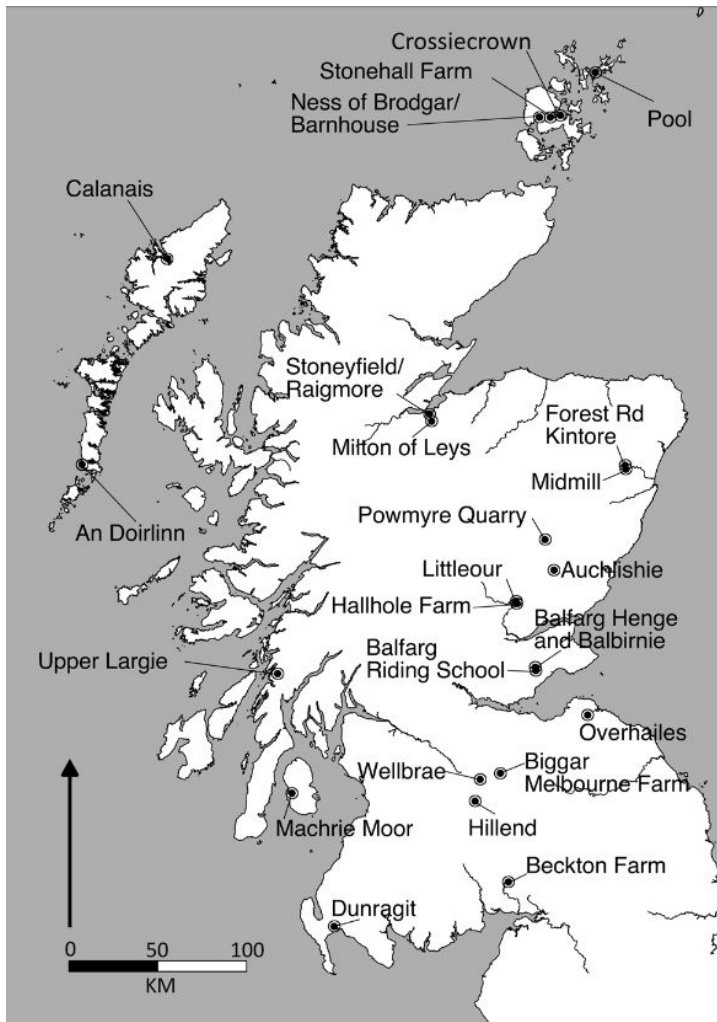 Crossiecrown
Stonehall Farm
Ness of Brodgar/
Barnhouse
Pool
Calanais
Stoneyfield/
Raigmore
Milton of Leys
Forest Rd
Kintore
Midmill
An Doirlinn
Powmyre Quarry
Auchlishie
Littleour
Hallhole Farm
Balfarg Henge
and Balbirnie
Balfarg
Riding School
Upper Largie
Overhailes
Wellbrae
Biggar
Melbourne Farm
Machrie Moor
Hillend
Beckton Farm
Dunragit
0 50 100
KM